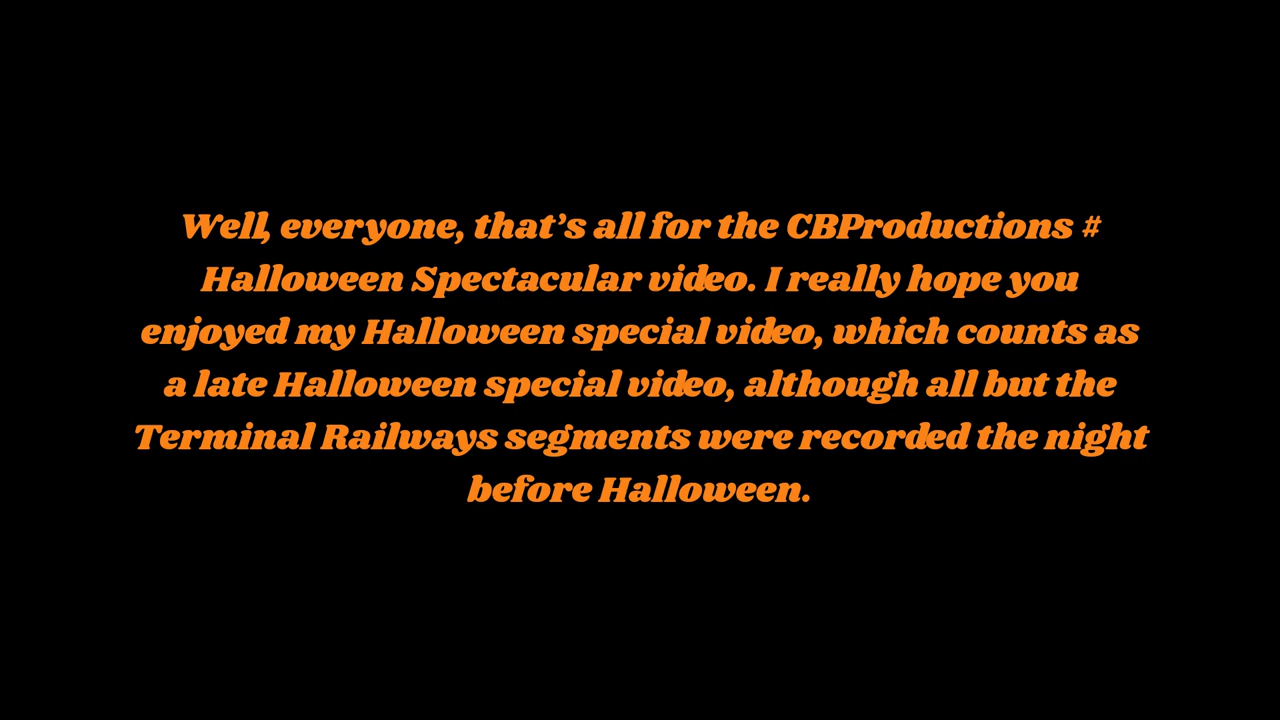 Well, everyone, that’s all for the CBProductions #
Halloween Spectacular video. I really hope you
enjoyed my Halloween special video, which counts as
a late Halloween special video, although all but the
Terminal Railways segments were recorded the night
before Halloween.